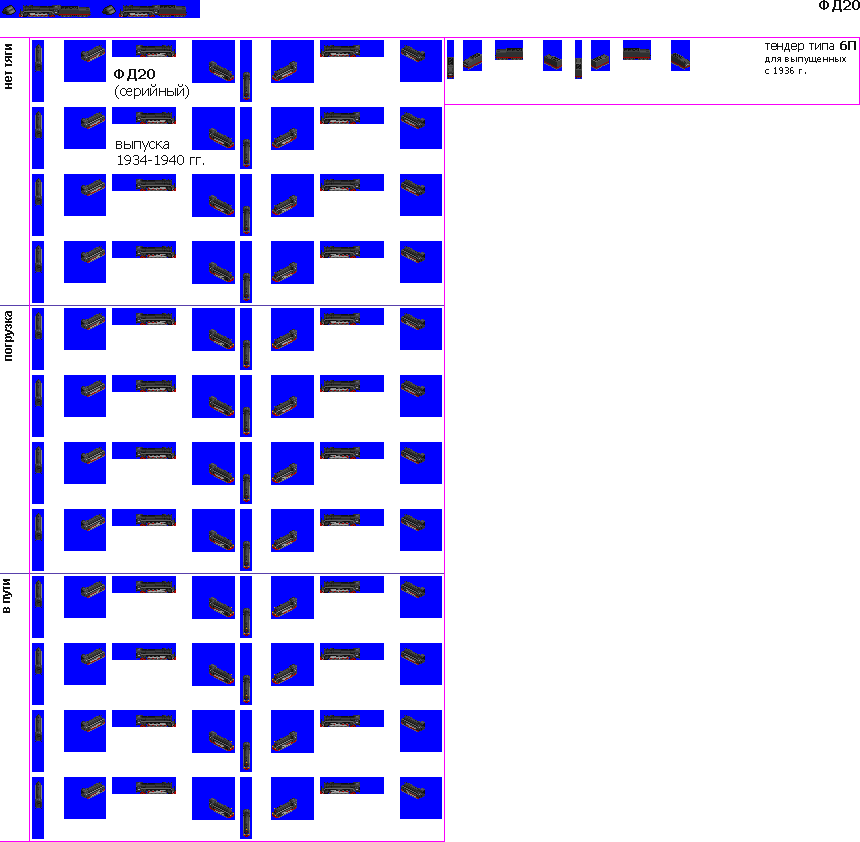 ФД20
нет тяги
ФД20
(серийный)
выпуска
1934-1940 гг.
тендер типа 6П
для выпущенных
с 1936 г.
погрузка
в пути